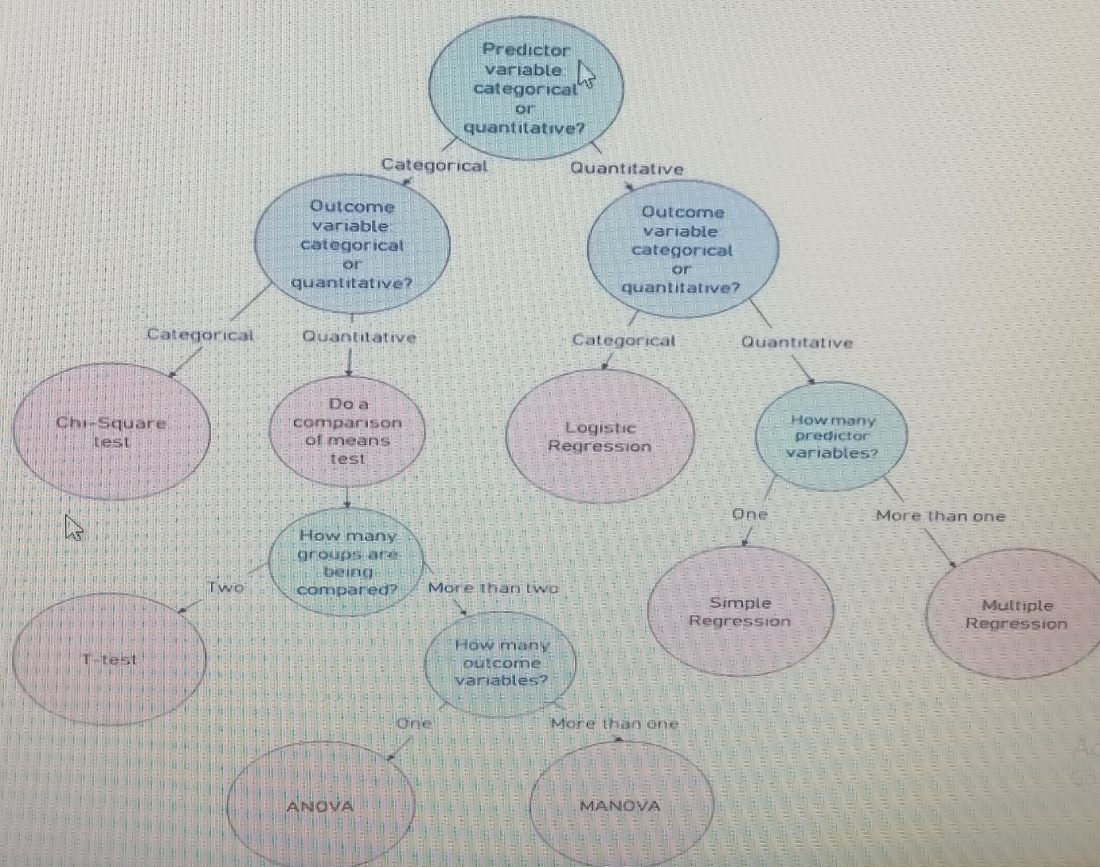 Predictor
variable
categorical
or
quantitative?
Categorical
Quantitative
Outcome
variable
categorical
or
quantitative?
Outcome
variable
categorical
or
quantitative?
Categorical
Quantitative
Categorical
Quantitative
Chi-Square
test
Do a
comparison
of means
test
Logistic
Regression
How many
predictor
variables?
One
More than one
How many
groups are
being
compared?
Two
More than two
Simple
Regression
Multiple
Regression
T-test
How many
outcome
variables?
One
More than one
ANOVA
MANOVA